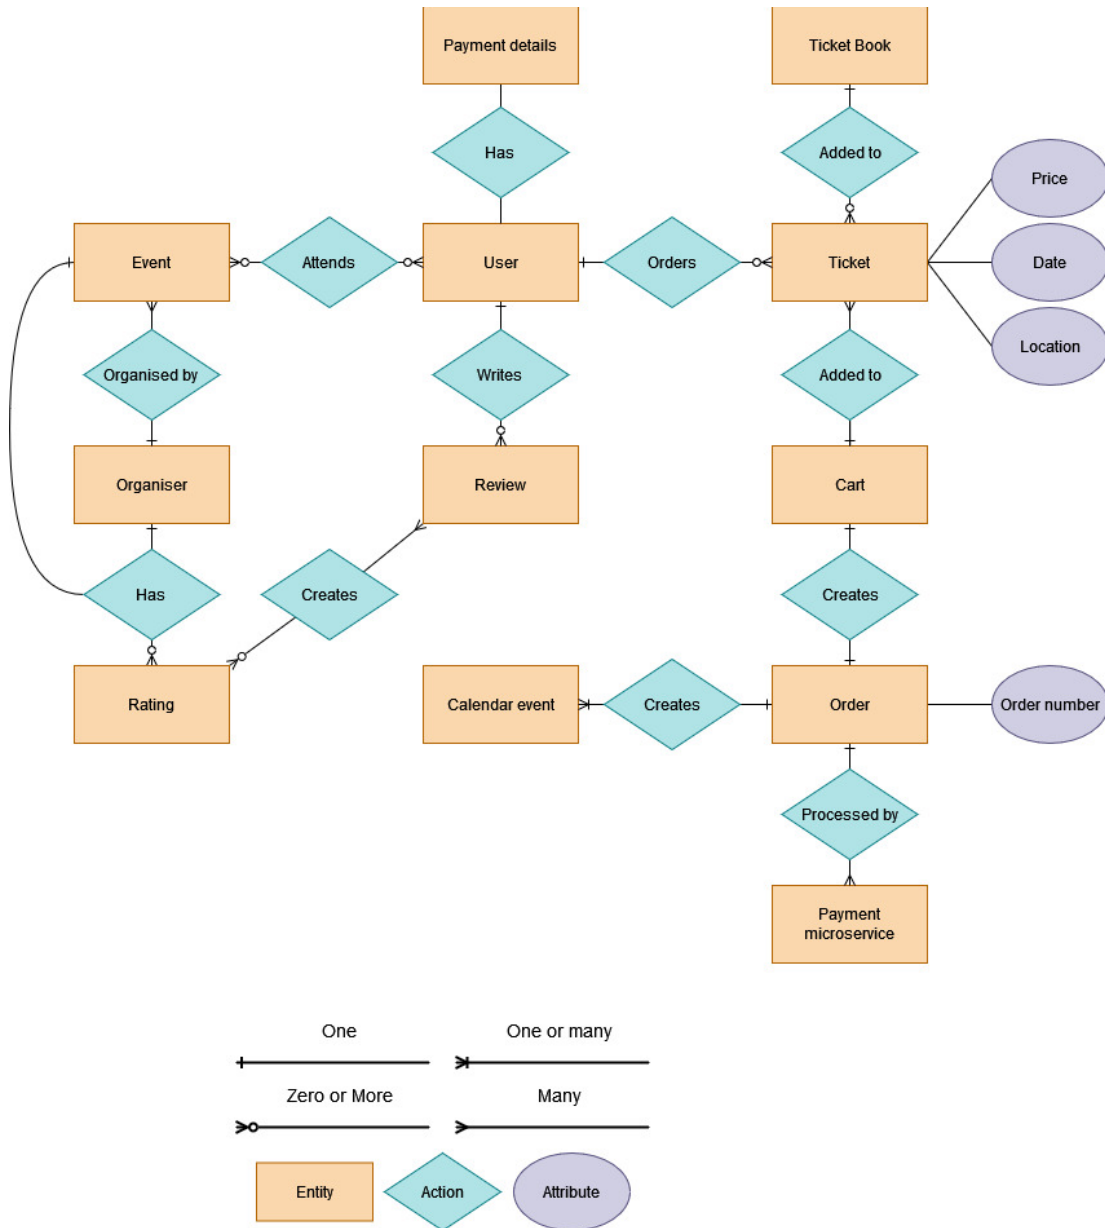 Payment details
Ticket Book
Has
Added to
Price
Event
Attends
User
Orders
Ticket
Date
Location
Organised by
Writes
Added to
Organiser
Review
Cart
Has
Creates
Creates
Rating
Calendar event
Creates
Order
Order number
Processed by
Payment
microservice
One
One or many
Zero or More
Many
Entity
Action
Attribute